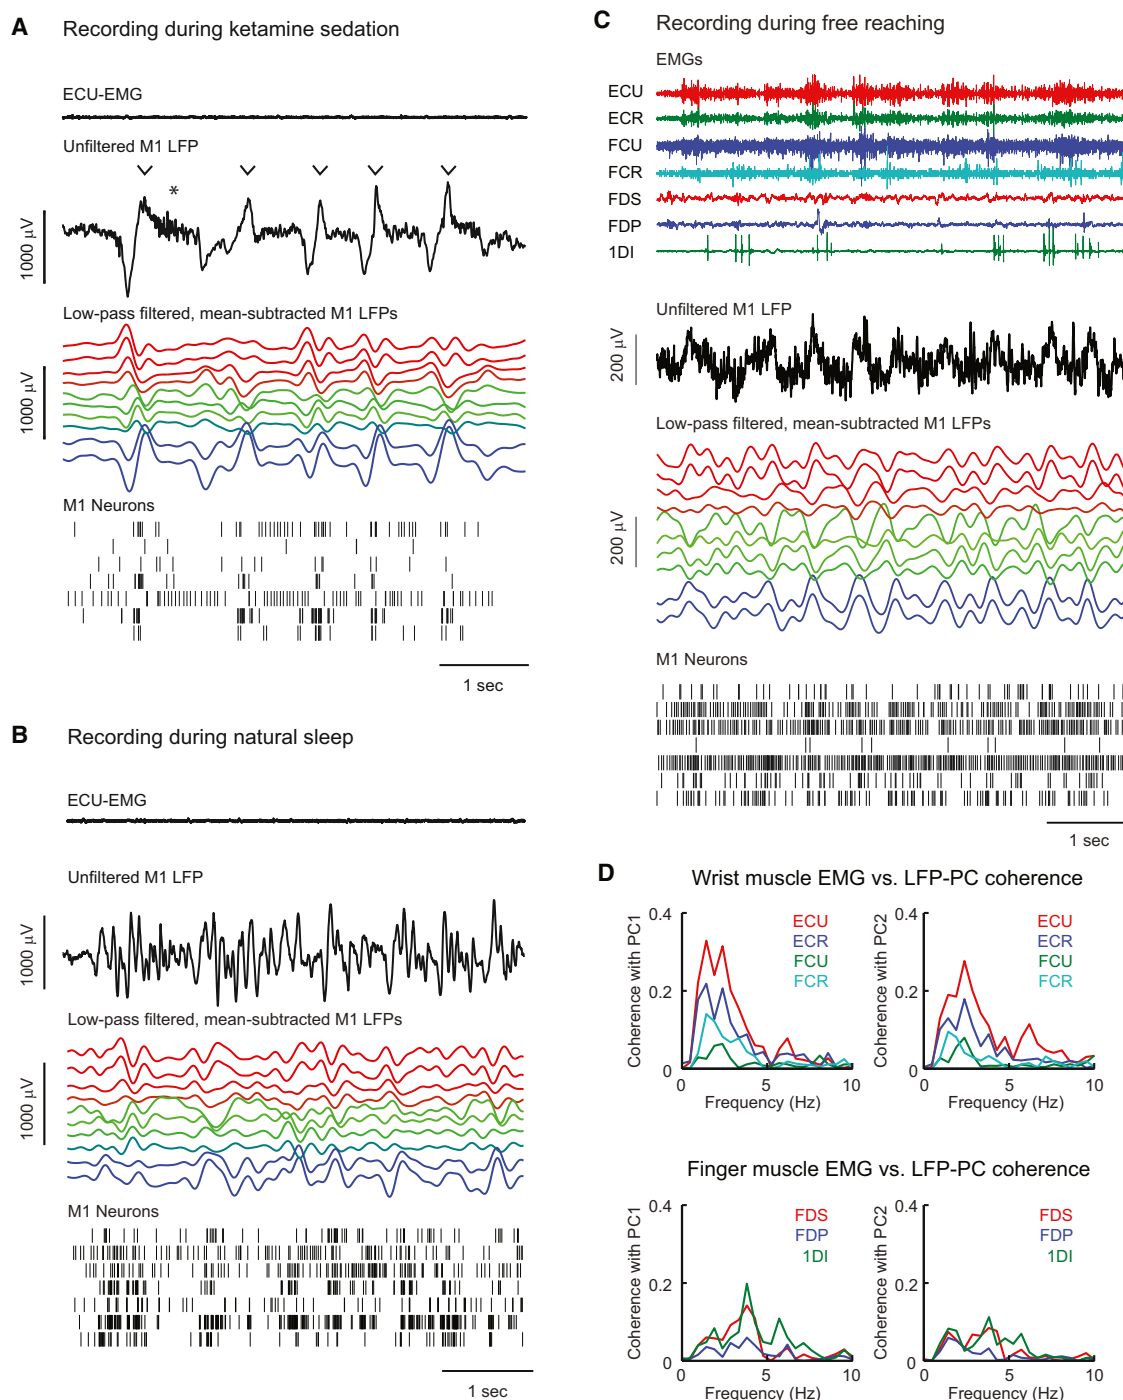 A Recording during ketamine sedation
ECU-EMG
Unfiltered M1 LFP
*
1000 µV
Low-pass filtered, mean-subtracted M1 LFPs
1000 µV
M1 Neurons
1 sec
B Recording during natural sleep
ECU-EMG
Unfiltered M1 LFP
1000 µV
Low-pass filtered, mean-subtracted M1 LFPs
1000 µV
M1 Neurons
1 sec
C Recording during free reaching
EMGs
ECU
ECR
FCU
FCR
FDS
FDP
1DI
Unfiltered M1 LFP
200 µV
Low-pass filtered, mean-subtracted M1 LFPs
200 µV
M1 Neurons
1 sec
D Wrist muscle EMG vs. LFP-PC coherence
Coherence with PC1
0.4
0.2
0
0 5 10
Frequency (Hz)
ECU
ECR
FCU
FCR
Coherence with PC2
0.4
0.2
0
0 5 10
Frequency (Hz)
ECU
ECR
FCU
FCR
Finger muscle EMG vs. LFP-PC coherence
Coherence with PC1
0.4
0.2
0
0 5 10
Frequency (Hz)
FDS
FDP
1DI
Coherence with PC2
0.4
0.2
0
0 5 10
Frequency (Hz)
FDS
FDP
1DI